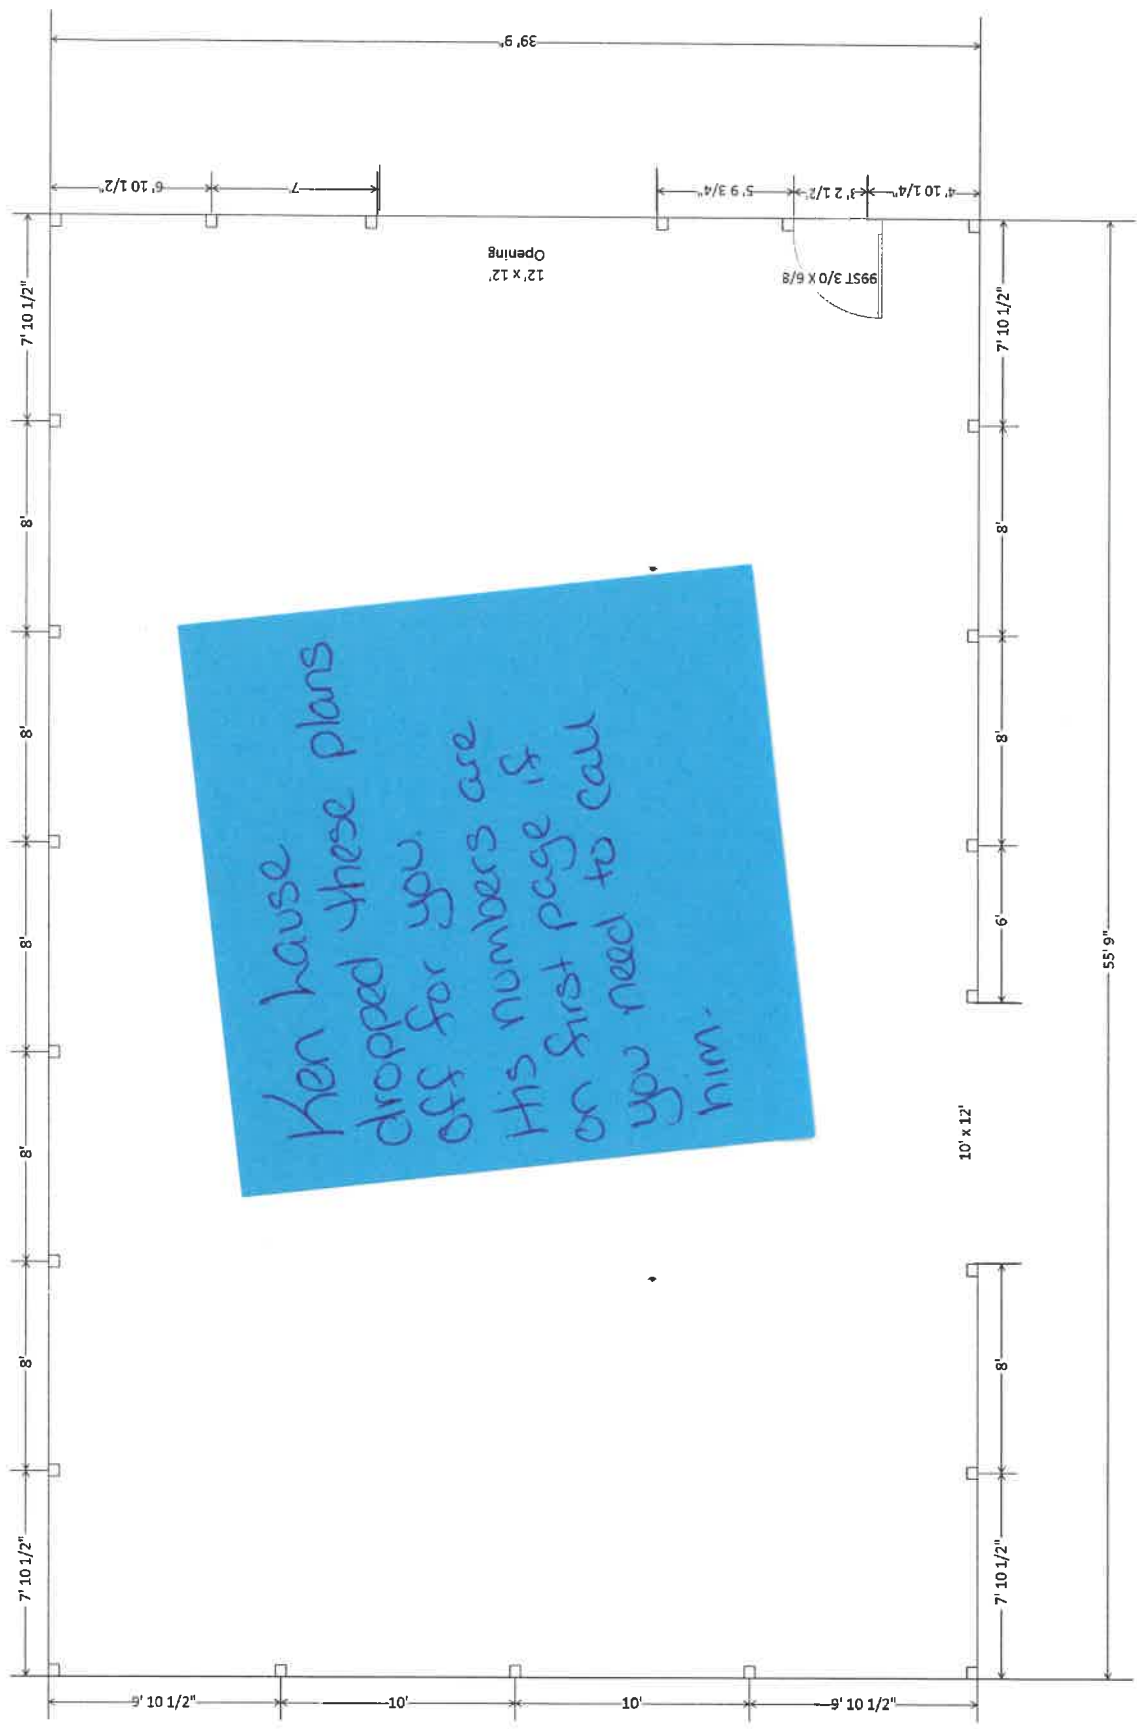 39' 9"
6' 10 1/2"
7'
5' 9 3/4"
3' 2 1/2"
4' 10 1/4"
12' x 12'
Opening
99ST 3/0 X 6/8
7' 10 1/2"
8'
8'
8'
8'
8'
7' 10 1/2"
Ken Lause
dropped these plans
off for you.
His numbers are
on first page if
you need to call
him.
7' 10 1/2"
8'
8'
6'
10' x 12'
8'
7' 10 1/2"
55' 9"
9' 10 1/2"
10'
10'
9' 10 1/2"